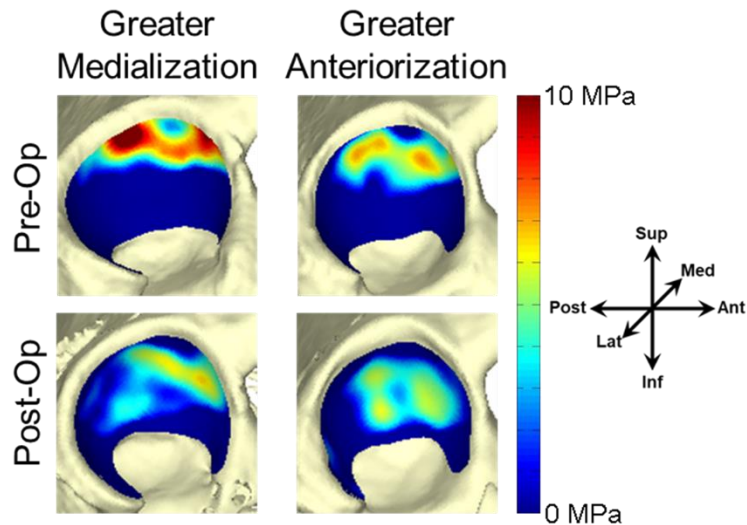 Greater
Medialization
Greater
Anteriorization
Pre-Op
Post-Op
10 MPa
0 MPa
Sup
Med
Post
Ant
Lat
Inf